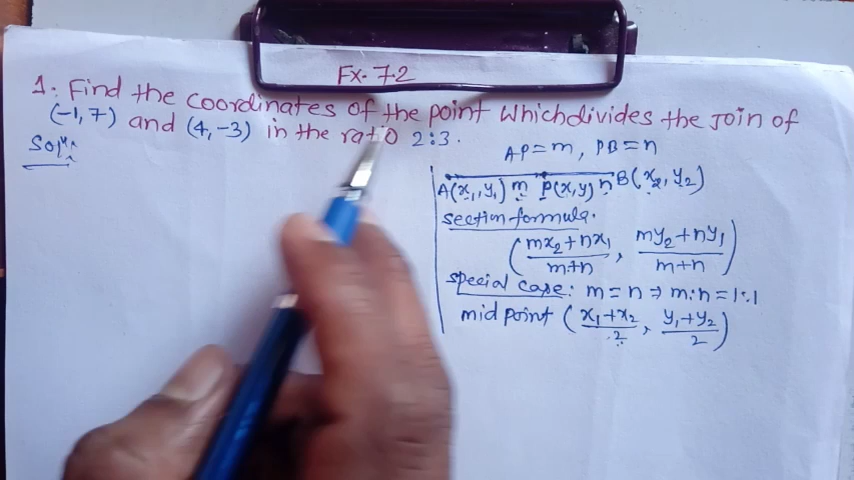 Ex. 7.2
1. Find the coordinates of the point which divides the join of
(-1, 7) and (4, -3) in the ratio 2:3.
Solⁿ:
AP = m, PB = n
A(x₁, y₁) m P(x, y) n B(x₂, y₂)
section formula.
((mx₂ + nx₁)/(m+n), (my₂ + ny₁)/(m+n))
special case: m = n ⇒ m:n = 1:1
mid point ((x₁+x₂)/2, (y₁+y₂)/2)